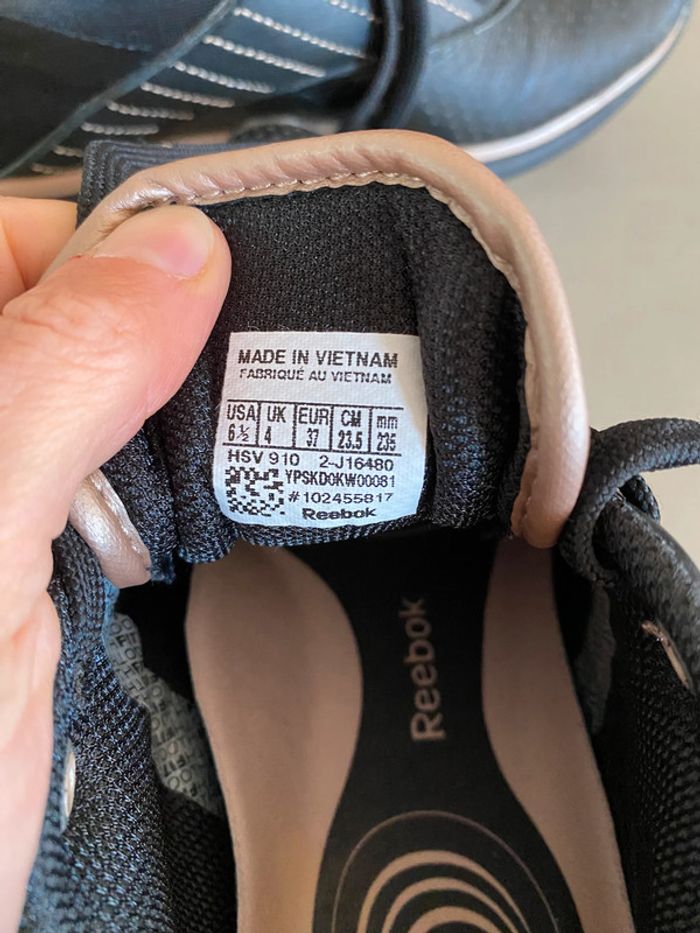 MADE IN VIETNAM
FABRIQUÉ AU VIETNAM
USA UK EUR CM mm
6½ 4 37 23.5 235
HSV 910 2-J16480
YPSKD0KW00081
#102455817
Reebok
Reebok